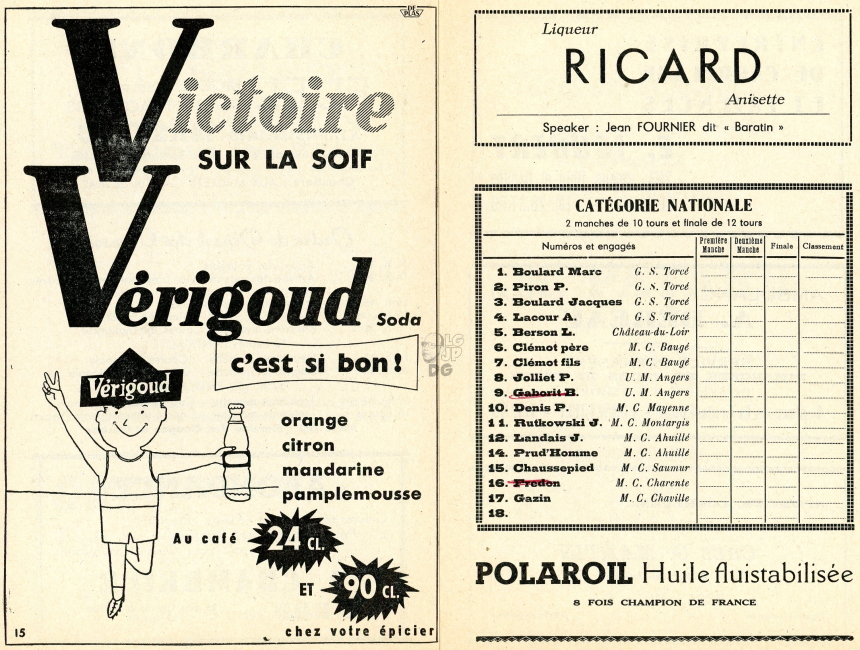 DE PLAS
Victoire
SUR LA SOIF
Vérigoud
Soda
c'est si bon !
Vérigoud
orange
citron
mandarine
pamplemousse
Au café 24 CL.
ET 90 CL.
chez votre épicier
15
Liqueur
RICARD
Anisette
Speaker : Jean FOURNIER dit « Baratin »
CATÉGORIE NATIONALE
2 manches de 10 tours et finale de 12 tours
Numéros et engagés Première Manche Deuxième Manche Finale Classement
1. Boulard Marc G. S. Torcé
2. Piron P. G. S. Torcé
3. Boulard Jacques G. S. Torcé
4. Lacour A. G. S. Torcé
5. Berson L. Château-du-Loir
6. Clémot père M. C. Baugé
7. Clémot fils M. C. Baugé
8. Jolliet P. U. M. Angers
9. Gaborit B. U. M. Angers
10. Denis P. M. C Mayenne
11. Rutkowski J. M. C. Montargis
12. Landais J. M. C. Ahuillé
14. Prud'Homme M. C. Ahuillé
15. Chaussepied M. C. Saumur
16. Fredon M. C. Charente
17. Gazin M. C. Chaville
18.
POLAROIL Huile fluistabilisée
8 FOIS CHAMPION DE FRANCE
LG
JP
DG